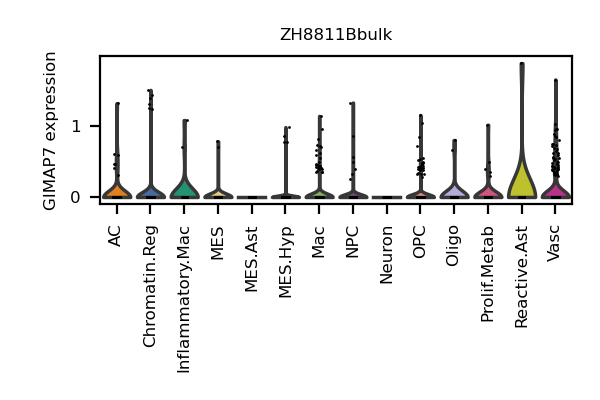 ZH8811Bbulk
GIMAP7 expression
1
0
AC
Chromatin.Reg
Inflammatory.Mac
MES
MES.Ast
MES.Hyp
Mac
NPC
Neuron
OPC
Oligo
Prolif.Metab
Reactive.Ast
Vasc